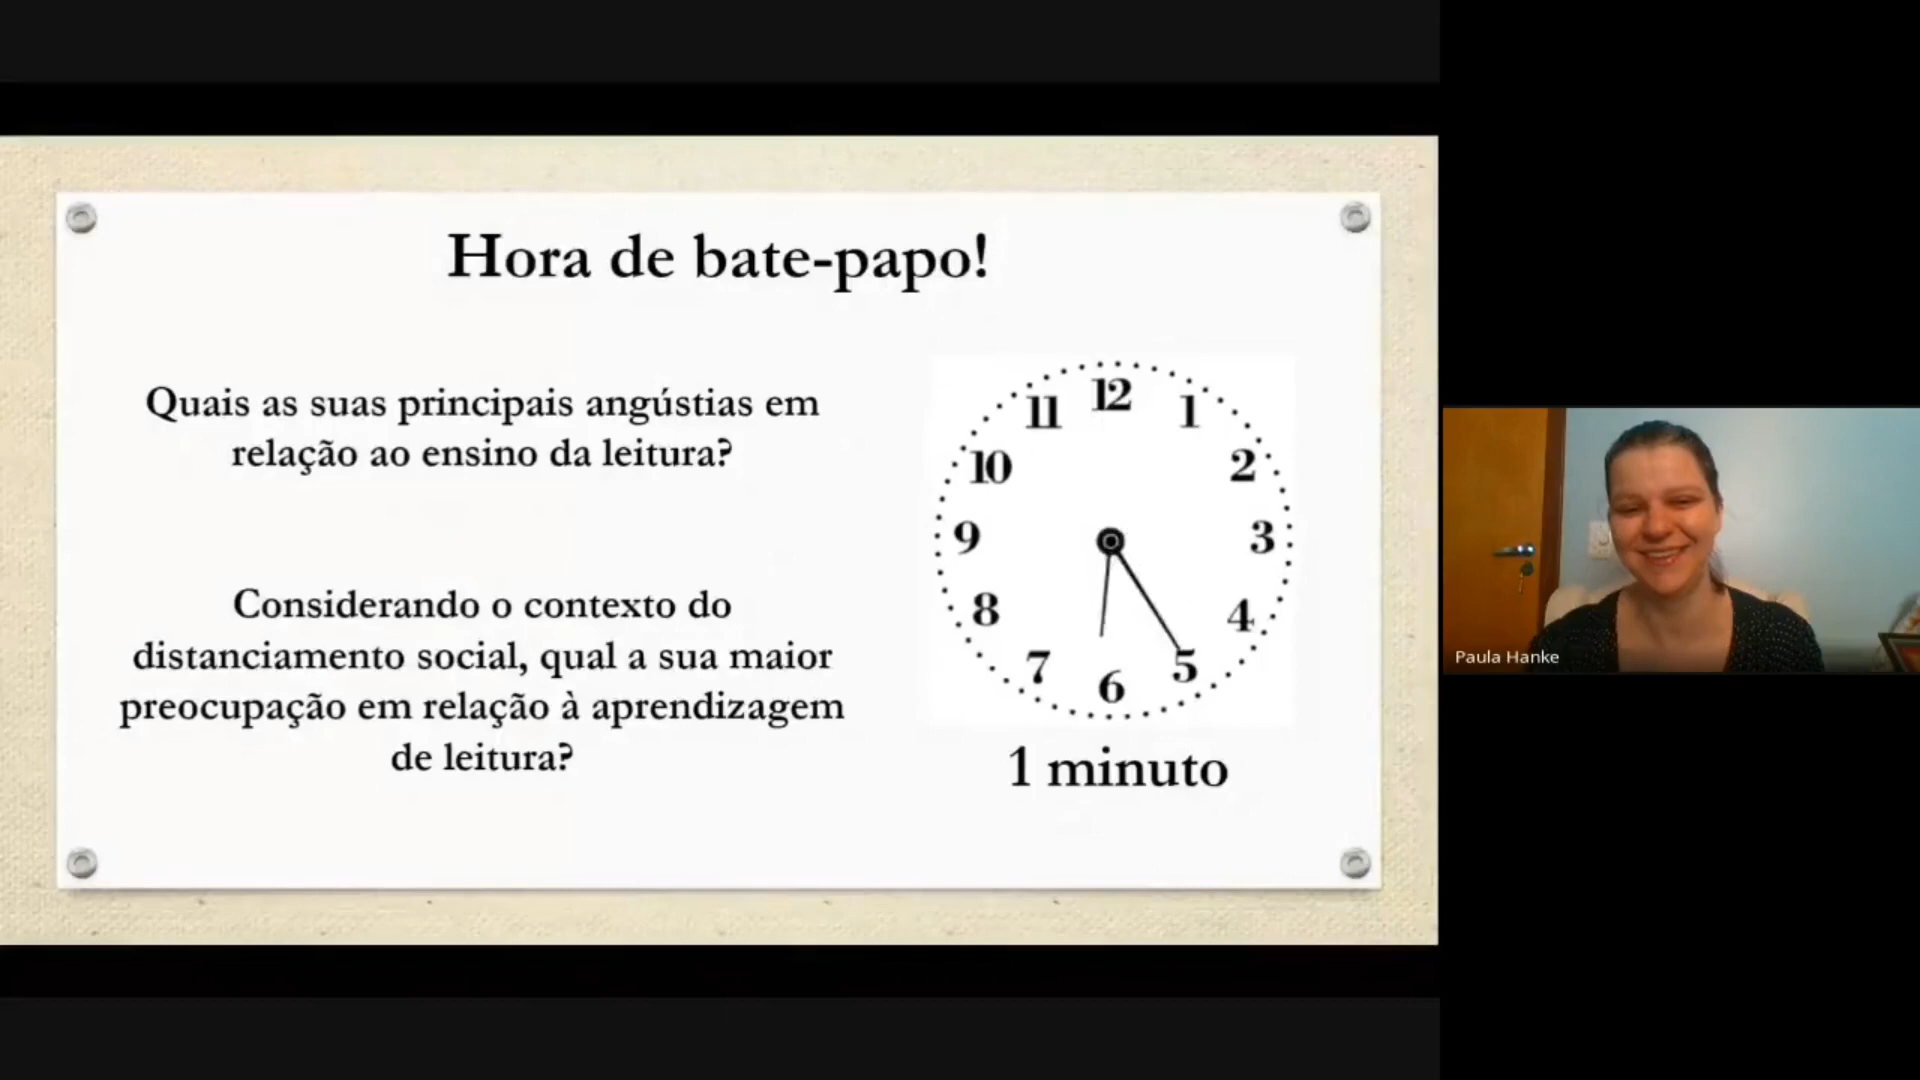 Hora de bate-papo!
Quais as suas principais angústias em
relação ao ensino da leitura?
Considerando o contexto do
distanciamento social, qual a sua maior
preocupação em relação à aprendizagem
de leitura?
12
1
2
3
4
5
6
7
8
9
10
11
1 minuto
Paula Hanke